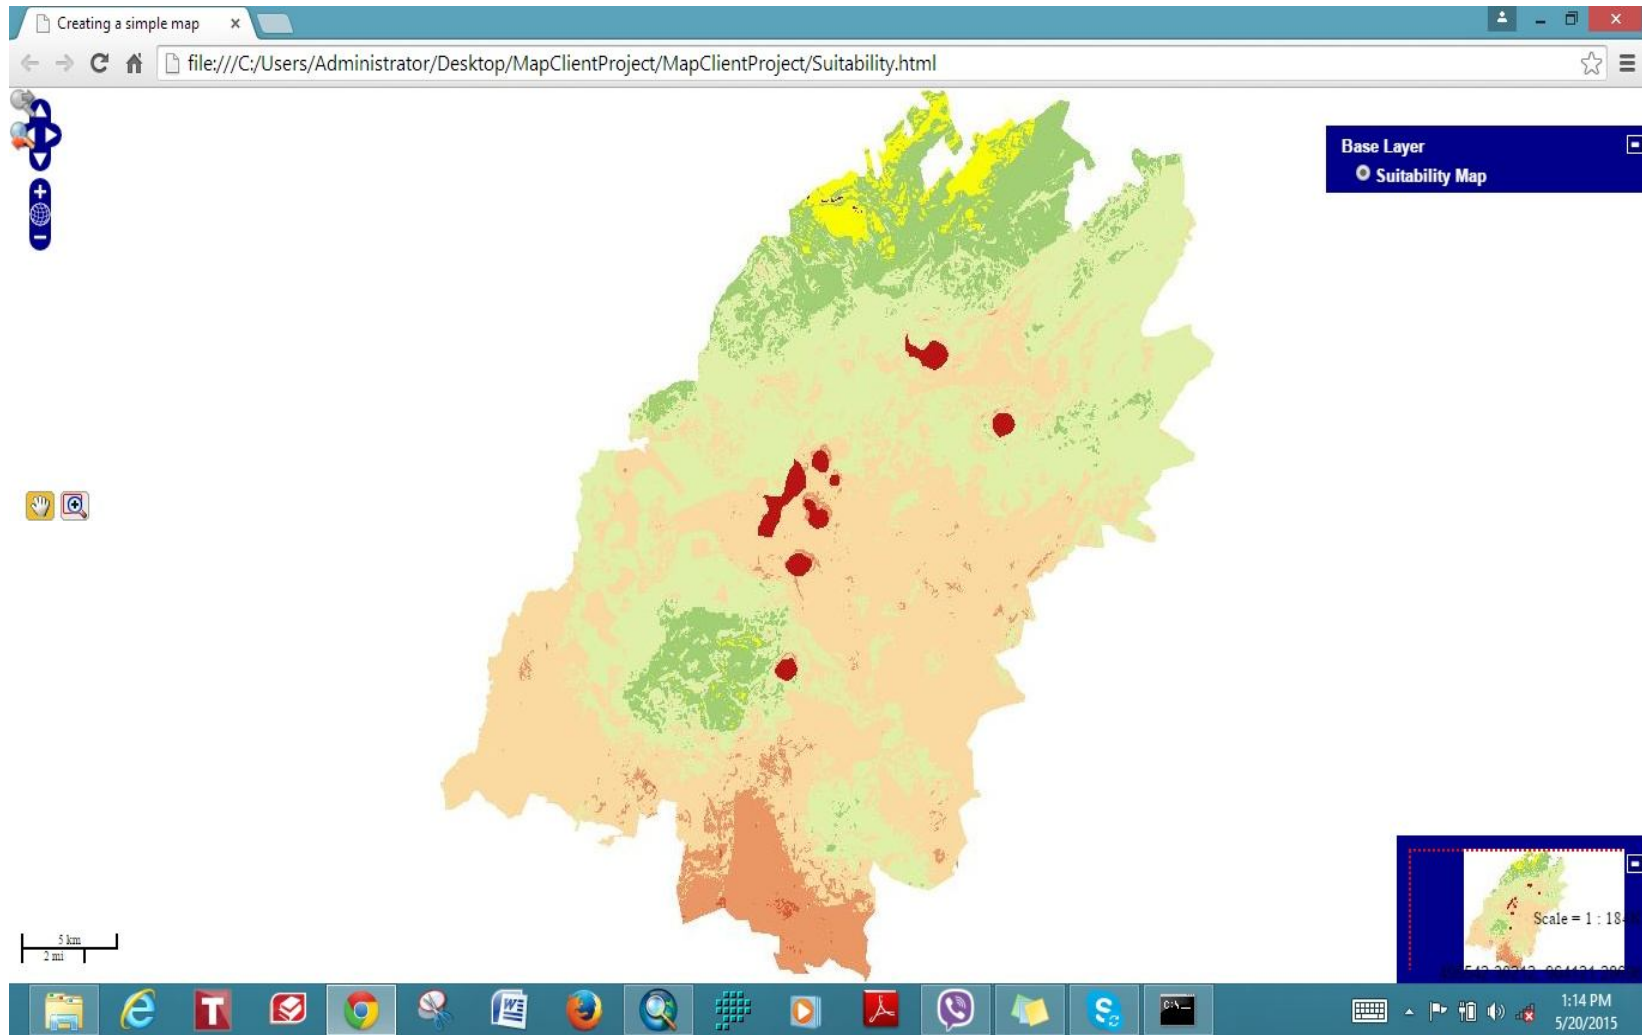 Creating a simple map
file:///C:/Users/Administrator/Desktop/MapClientProject/MapClientProject/Suitability.html
Base Layer
Suitability Map
5 km
2 mi
Scale = 1 : 184
1:14 PM
5/20/2015